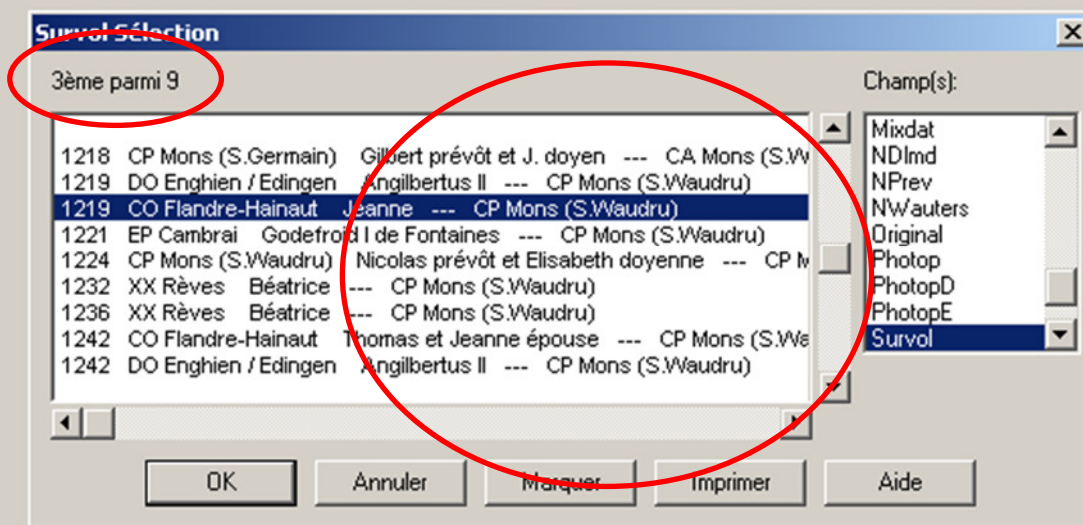 Survol Sélection
3ème parmi 9
Champ(s):
1218 CP Mons (S.Germain) Gilbert prévôt et J. doyen --- CA Mons (S.W
1219 DO Enghien / Edingen Angilbertus II --- CP Mons (S.Waudru)
1219 CO Flandre-Hainaut Jeanne --- CP Mons (S.Waudru)
1221 EP Cambrai Godefroid I de Fontaines --- CP Mons (S.Waudru)
1224 CP Mons (S.Waudru) Nicolas prévôt et Elisabeth doyenne --- CP M
1232 XX Rèves Béatrice --- CP Mons (S.Waudru)
1236 XX Rèves Béatrice --- CP Mons (S.Waudru)
1242 CO Flandre-Hainaut Thomas et Jeanne épouse --- CP Mons (S.Wa
1242 DO Enghien / Edingen Angilbertus II --- CP Mons (S.Waudru)
Mixdat
NDImd
NPrev
NWauters
Original
Photop
PhotopD
PhotopE
Survol
OK
Annuler
Marquer
Imprimer
Aide